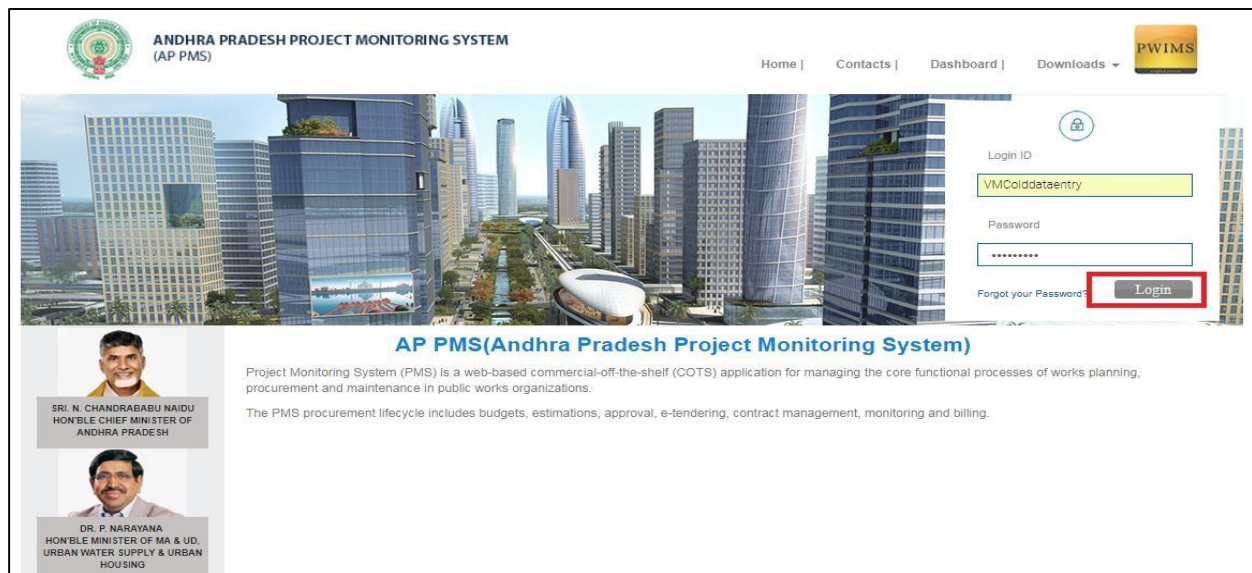 ANDHRA PRADESH PROJECT MONITORING SYSTEM
(AP PMS)
Home | Contacts | Dashboard | Downloads
PWIMS
Login ID
VMColddataentry
Password
•••••••••
Forgot your Password?
Login
AP PMS(Andhra Pradesh Project Monitoring System)
Project Monitoring System (PMS) is a web-based commercial-off-the-shelf (COTS) application for managing the core functional processes of works planning,
procurement and maintenance in public works organizations.
The PMS procurement lifecycle includes budgets, estimations, approval, e-tendering, contract management, monitoring and billing.
SRI. N. CHANDRABABU NAIDU
HON'BLE CHIEF MINISTER OF
ANDHRA PRADESH
DR. P. NARAYANA
HON'BLE MINISTER OF MA & UD,
URBAN WATER SUPPLY & URBAN
HOUSING